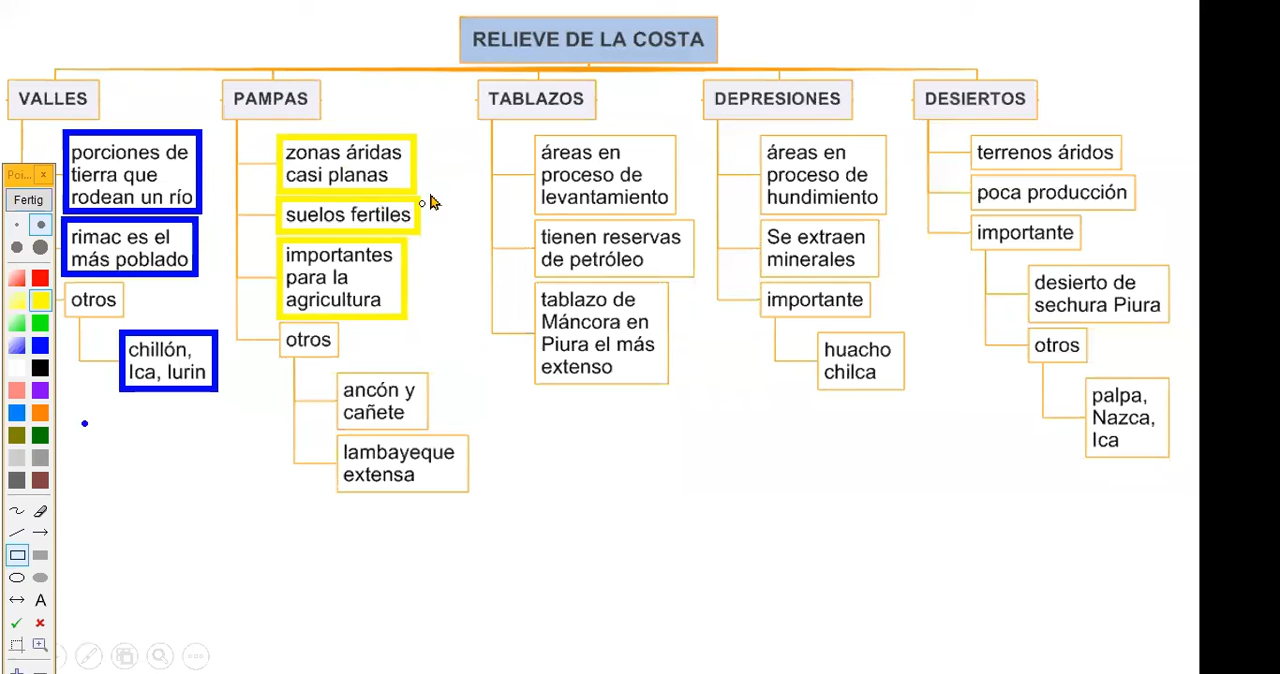 RELIEVE DE LA COSTA
VALLES
porciones de
tierra que
rodean un río
rimac es el
más poblado
otros
chillón,
Ica, lurin
PAMPAS
zonas áridas
casi planas
suelos fertiles
importantes
para la
agricultura
otros
ancón y
cañete
lambayeque
extensa
TABLAZOS
áreas en
proceso de
levantamiento
tienen reservas
de petróleo
tablazo de
Máncora en
Piura el más
extenso
DEPRESIONES
áreas en
proceso de
hundimiento
Se extraen
minerales
importante
huacho
chilca
DESIERTOS
terrenos áridos
poca producción
importante
desierto de
sechura Piura
otros
palpa,
Nazca,
Ica
Poi...
Fertig
A